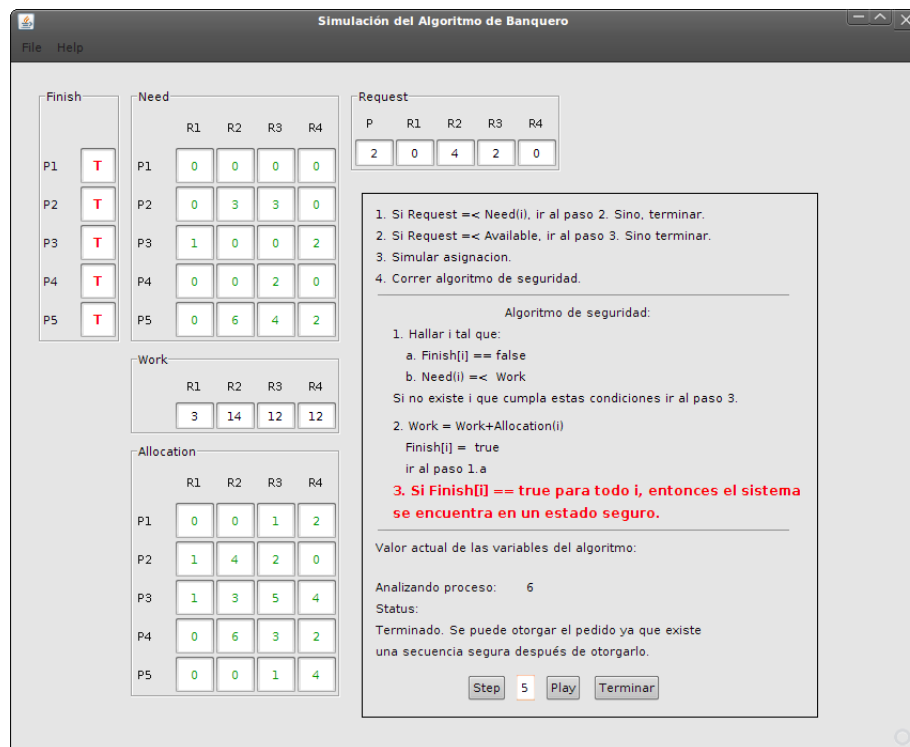 Simulación del Algoritmo de Banquero
File Help
Finish
P1 T
P2 T
P3 T
P4 T
P5 T
Need
R1 R2 R3 R4
P1 0 0 0 0
P2 0 3 3 0
P3 1 0 0 2
P4 0 0 2 0
P5 0 6 4 2
Work
R1 R2 R3 R4
3 14 12 12
Allocation
R1 R2 R3 R4
P1 0 0 1 2
P2 1 4 2 0
P3 1 3 5 4
P4 0 6 3 2
P5 0 0 1 4
Request
P R1 R2 R3 R4
2 0 4 2 0
1. Si Request =< Need(i), ir al paso 2. Sino, terminar.
2. Si Request =< Available, ir al paso 3. Sino terminar.
3. Simular asignacion.
4. Correr algoritmo de seguridad.
Algoritmo de seguridad:
1. Hallar i tal que:
a. Finish[i] == false
b. Need(i) =< Work
Si no existe i que cumpla estas condiciones ir al paso 3.
2. Work = Work+Allocation(i)
Finish[i] = true
ir al paso 1.a
3. Si Finish[i] == true para todo i, entonces el sistema
se encuentra en un estado seguro.
Valor actual de las variables del algoritmo:
Analizando proceso: 6
Status:
Terminado. Se puede otorgar el pedido ya que existe
una secuencia segura después de otorgarlo.
Step 5 Play Terminar